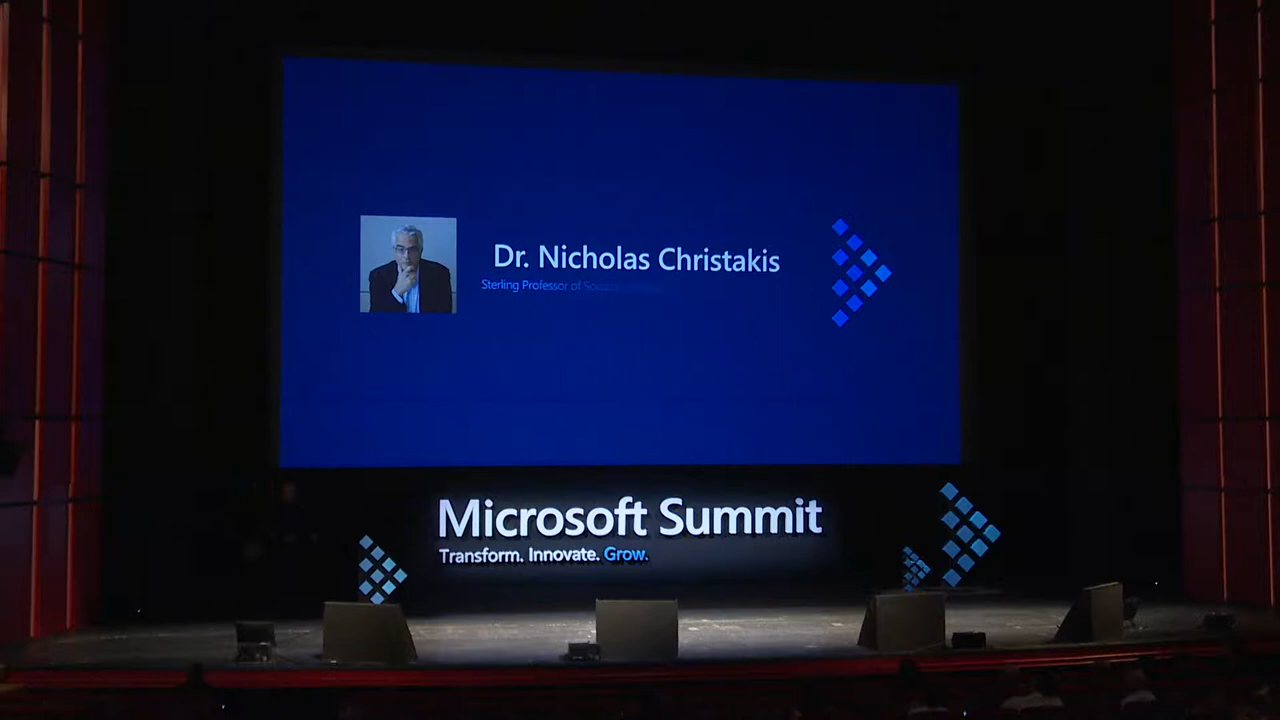 Dr. Nicholas Christakis
Sterling Professor of
Microsoft Summit
Transform. Innovate. Grow.